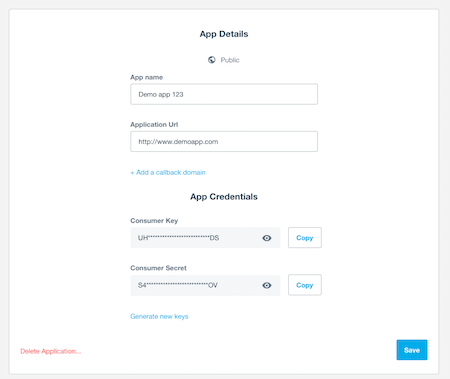 App Details
Public
App name
Demo app 123
Application Url
http://www.demoapp.com
+ Add a callback domain
App Credentials
Consumer Key
UH**************************DS
Copy
Consumer Secret
S4**************************OV
Copy
Generate new keys
Delete Application...
Save